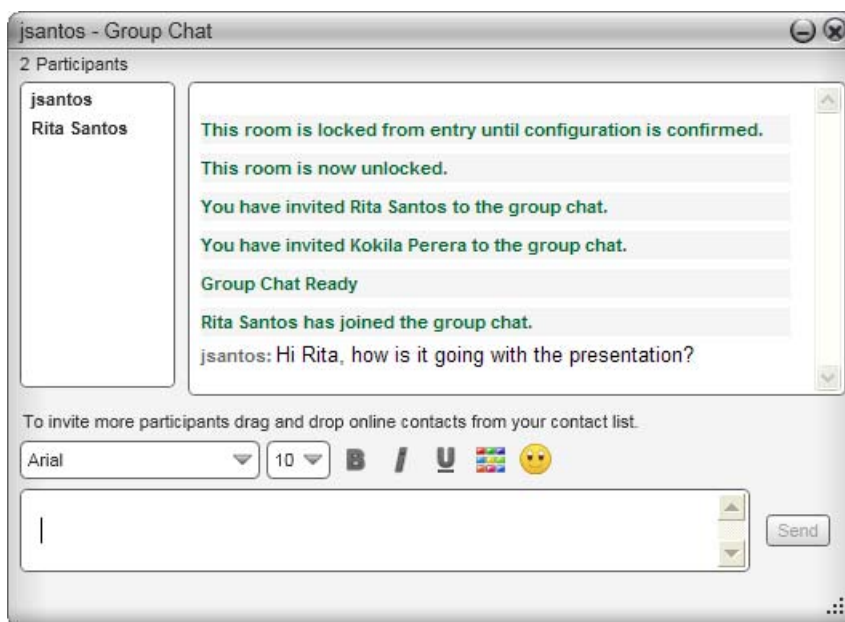 jsantos - Group Chat
2 Participants
jsantos
Rita Santos
This room is locked from entry until configuration is confirmed.
This room is now unlocked.
You have invited Rita Santos to the group chat.
You have invited Kokila Perera to the group chat.
Group Chat Ready
Rita Santos has joined the group chat.
jsantos: Hi Rita, how is it going with the presentation?
To invite more participants drag and drop online contacts from your contact list.
Arial 10 B I U
Send